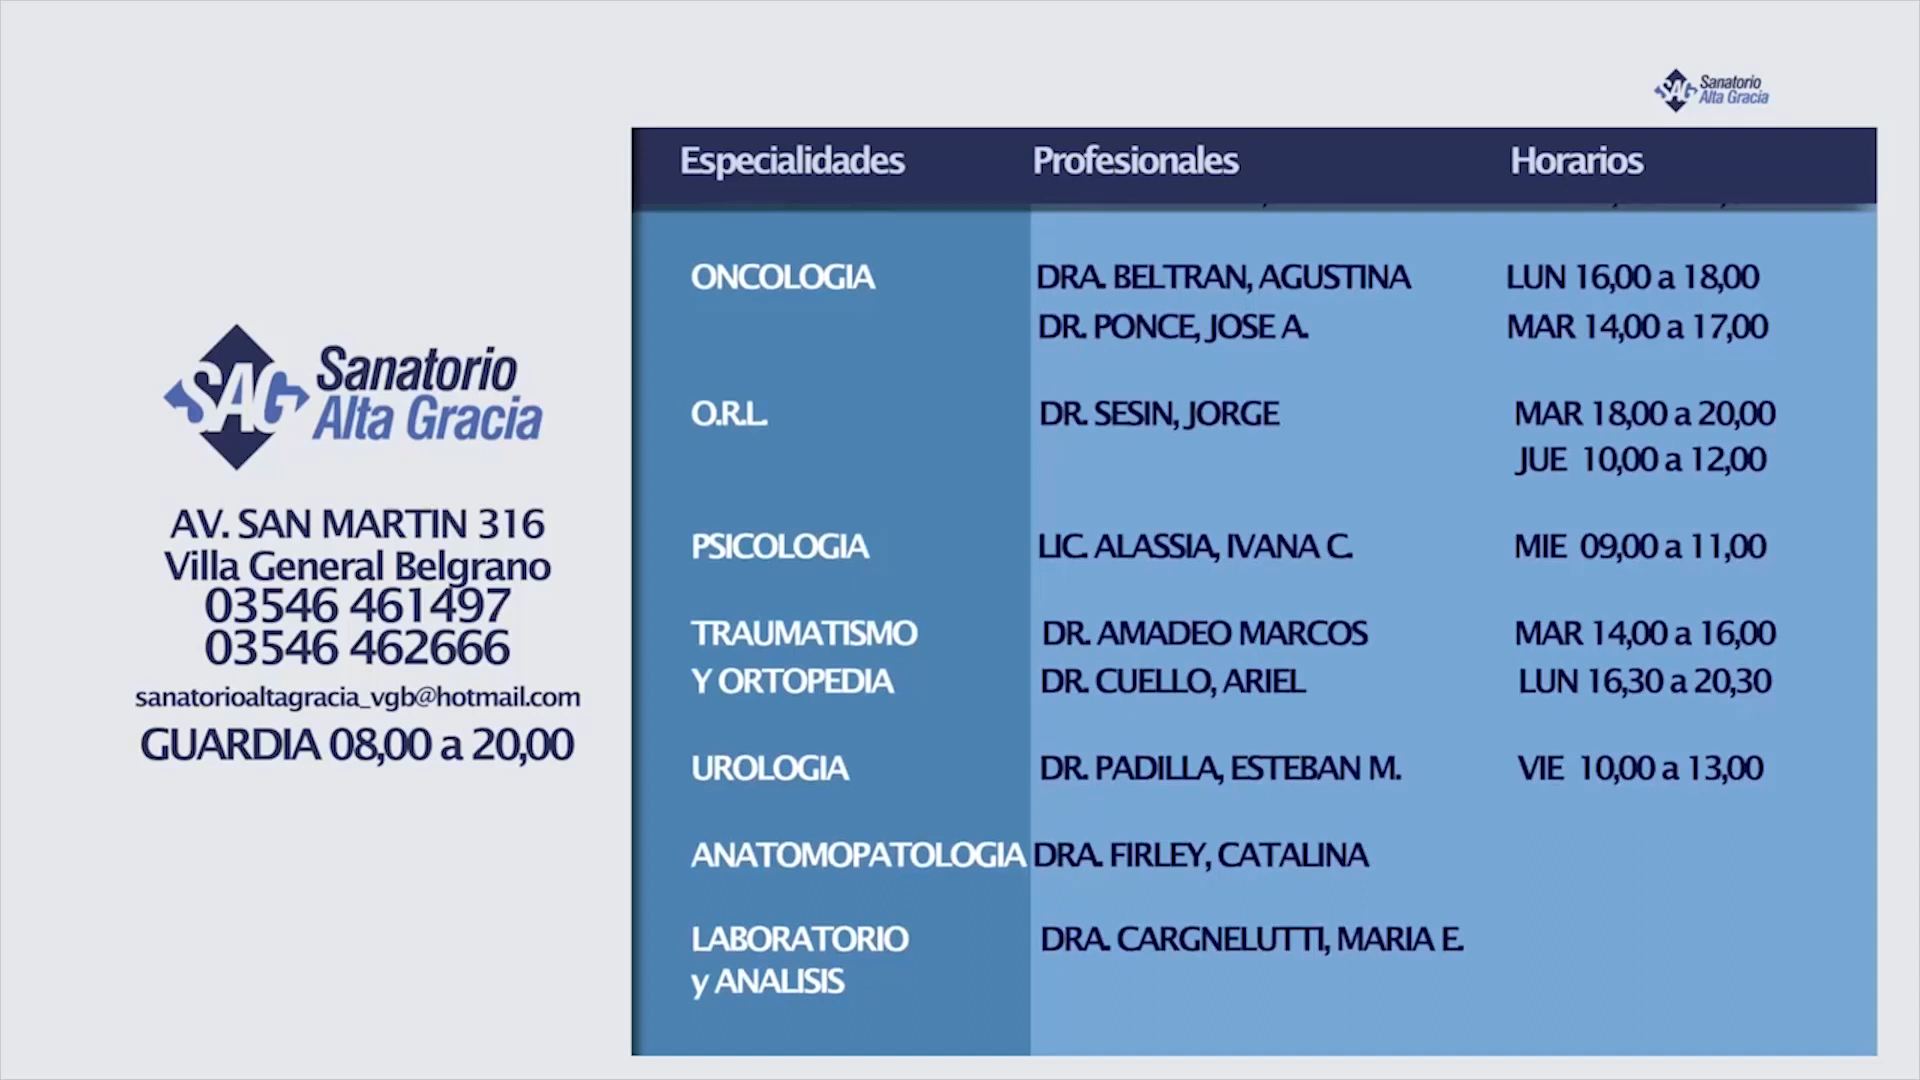 SAG Sanatorio
Alta Gracia
Especialidades Profesionales Horarios
ONCOLOGIA DRA. BELTRAN, AGUSTINA LUN 16,00 a 18,00
DR. PONCE, JOSE A. MAR 14,00 a 17,00
O.R.L. DR. SESIN, JORGE MAR 18,00 a 20,00
JUE 10,00 a 12,00
PSICOLOGIA LIC. ALASSIA, IVANA C. MIE 09,00 a 11,00
TRAUMATISMO DR. AMADEO MARCOS MAR 14,00 a 16,00
Y ORTOPEDIA DR. CUELLO, ARIEL LUN 16,30 a 20,30
UROLOGIA DR. PADILLA, ESTEBAN M. VIE 10,00 a 13,00
ANATOMOPATOLOGIA DRA. FIRLEY, CATALINA
LABORATORIO DRA. CARGNELUTTI, MARIA E.
y ANALISIS
SAG Sanatorio
Alta Gracia
AV. SAN MARTIN 316
Villa General Belgrano
03546 461497
03546 462666
sanatorioaltagracia_vgb@hotmail.com
GUARDIA 08,00 a 20,00